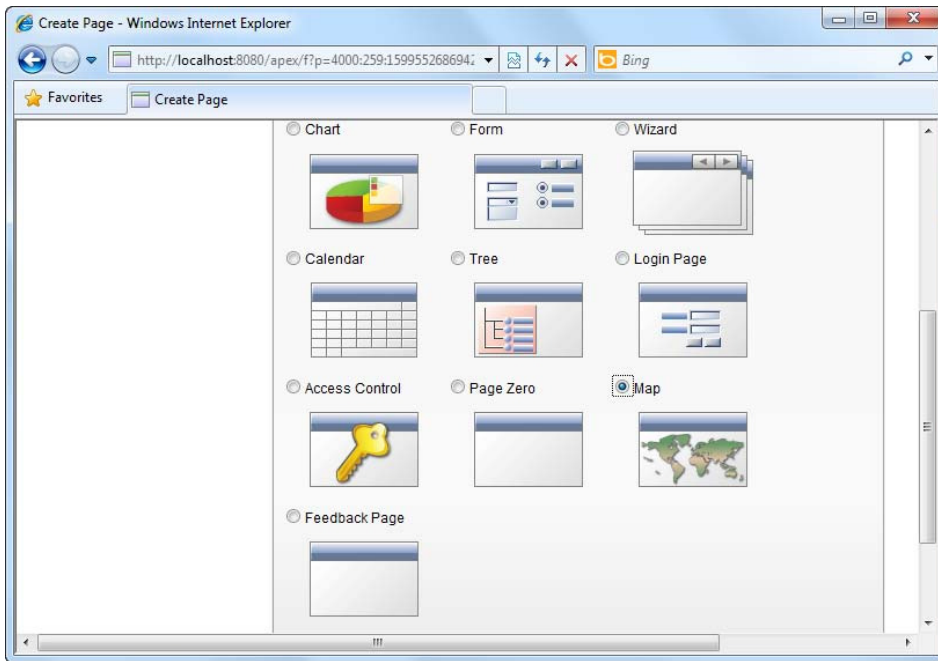 Create Page - Windows Internet Explorer
http://localhost:8080/apex/f?p=4000:259:1599552686942
Bing
Favorites
Create Page
Chart
Form
Wizard
Calendar
Tree
Login Page
Access Control
Page Zero
Map
Feedback Page